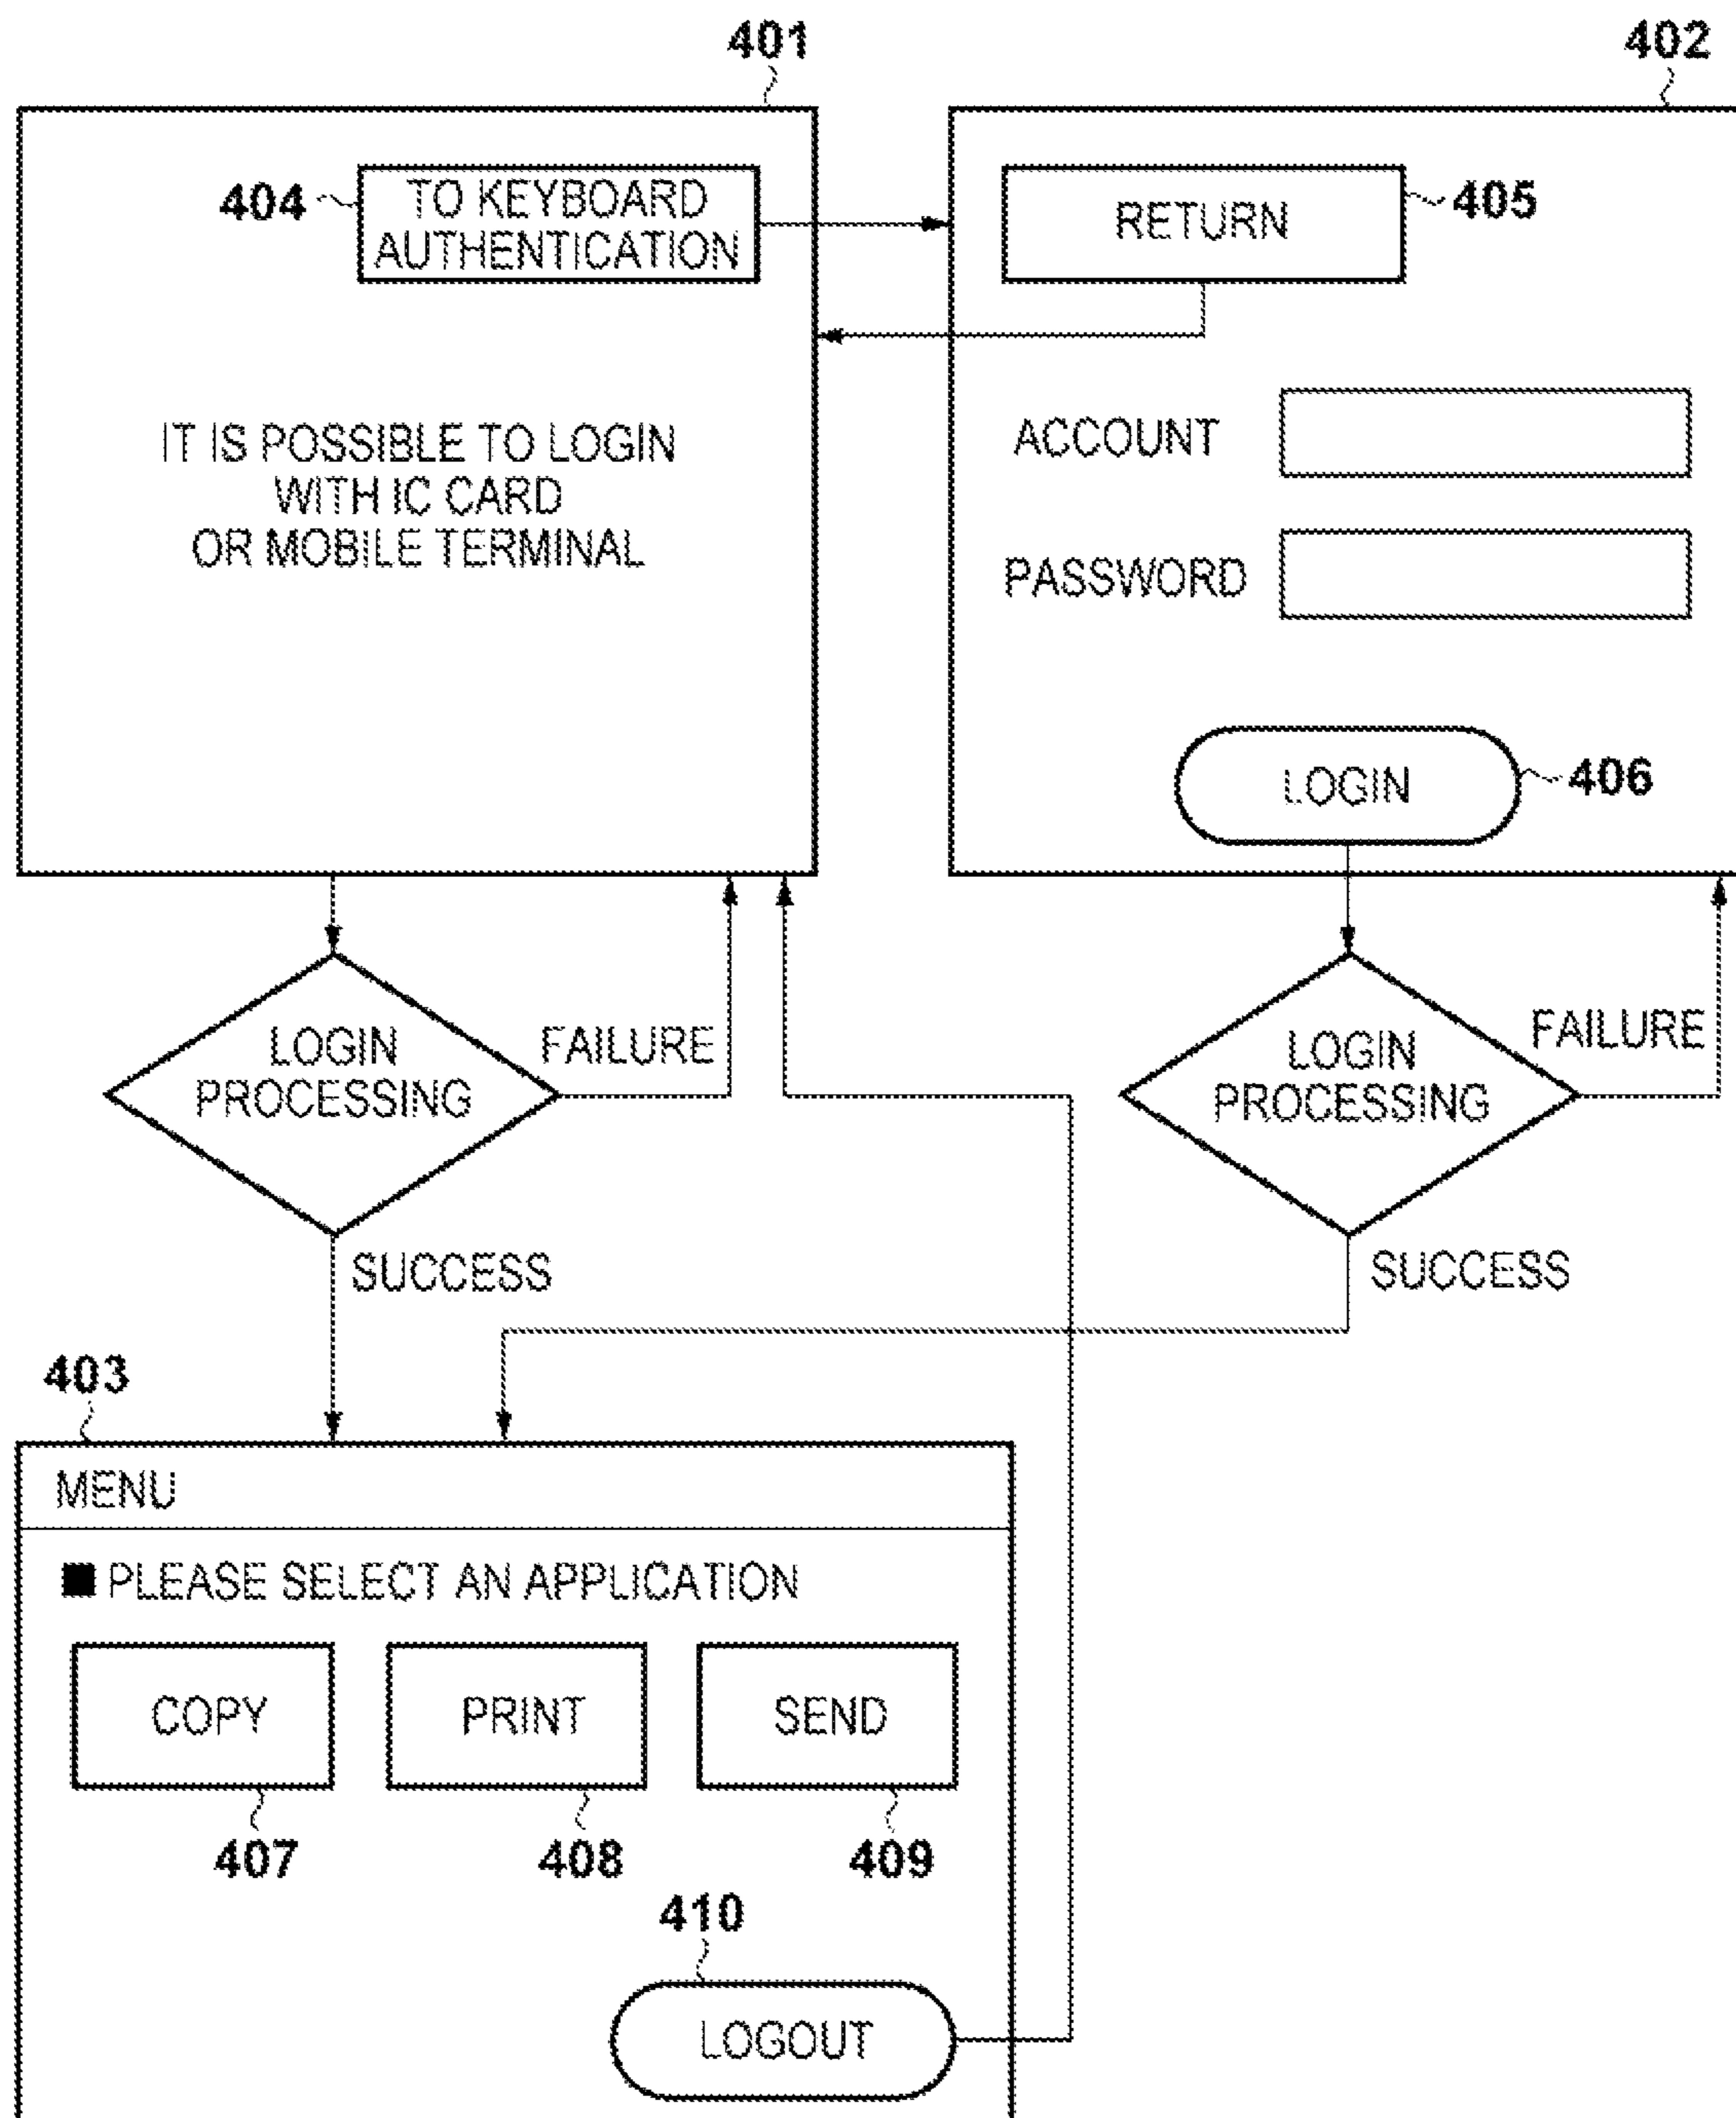 401
402
404
TO KEYBOARD
AUTHENTICATION
RETURN
405
IT IS POSSIBLE TO LOGIN
WITH IC CARD
OR MOBILE TERMINAL
ACCOUNT
PASSWORD
LOGIN
406
LOGIN
PROCESSING
FAILURE
SUCCESS
LOGIN
PROCESSING
FAILURE
SUCCESS
403
MENU
■ PLEASE SELECT AN APPLICATION
COPY
PRINT
SEND
407
408
409
410
LOGOUT